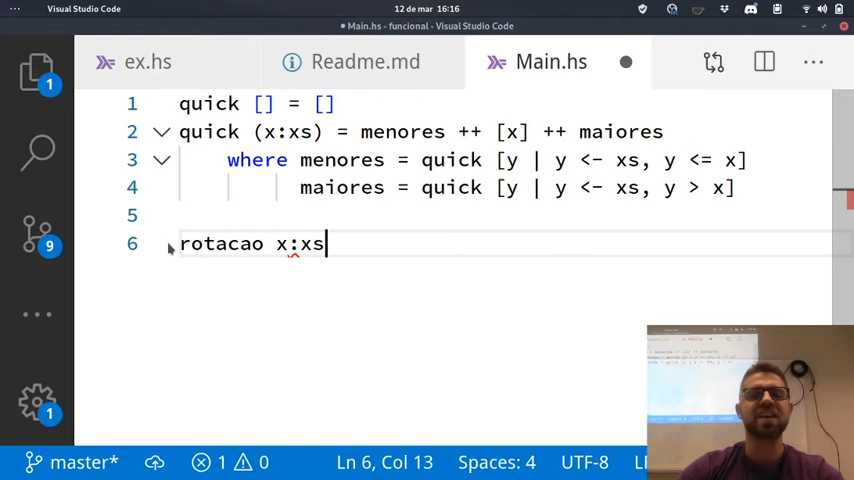 Visual Studio Code
12 de mar 16:16
Main.hs - funcional - Visual Studio Code
ex.hs
Readme.md
Main.hs
1 quick [] = []
2 quick (x:xs) = menores ++ [x] ++ maiores
3 where menores = quick [y | y <- xs, y <= x]
4 maiores = quick [y | y <- xs, y > x]
5
6 rotacao x:xs
1
9
1
master*
1
0
Ln 6, Col 13
Spaces: 4
UTF-8